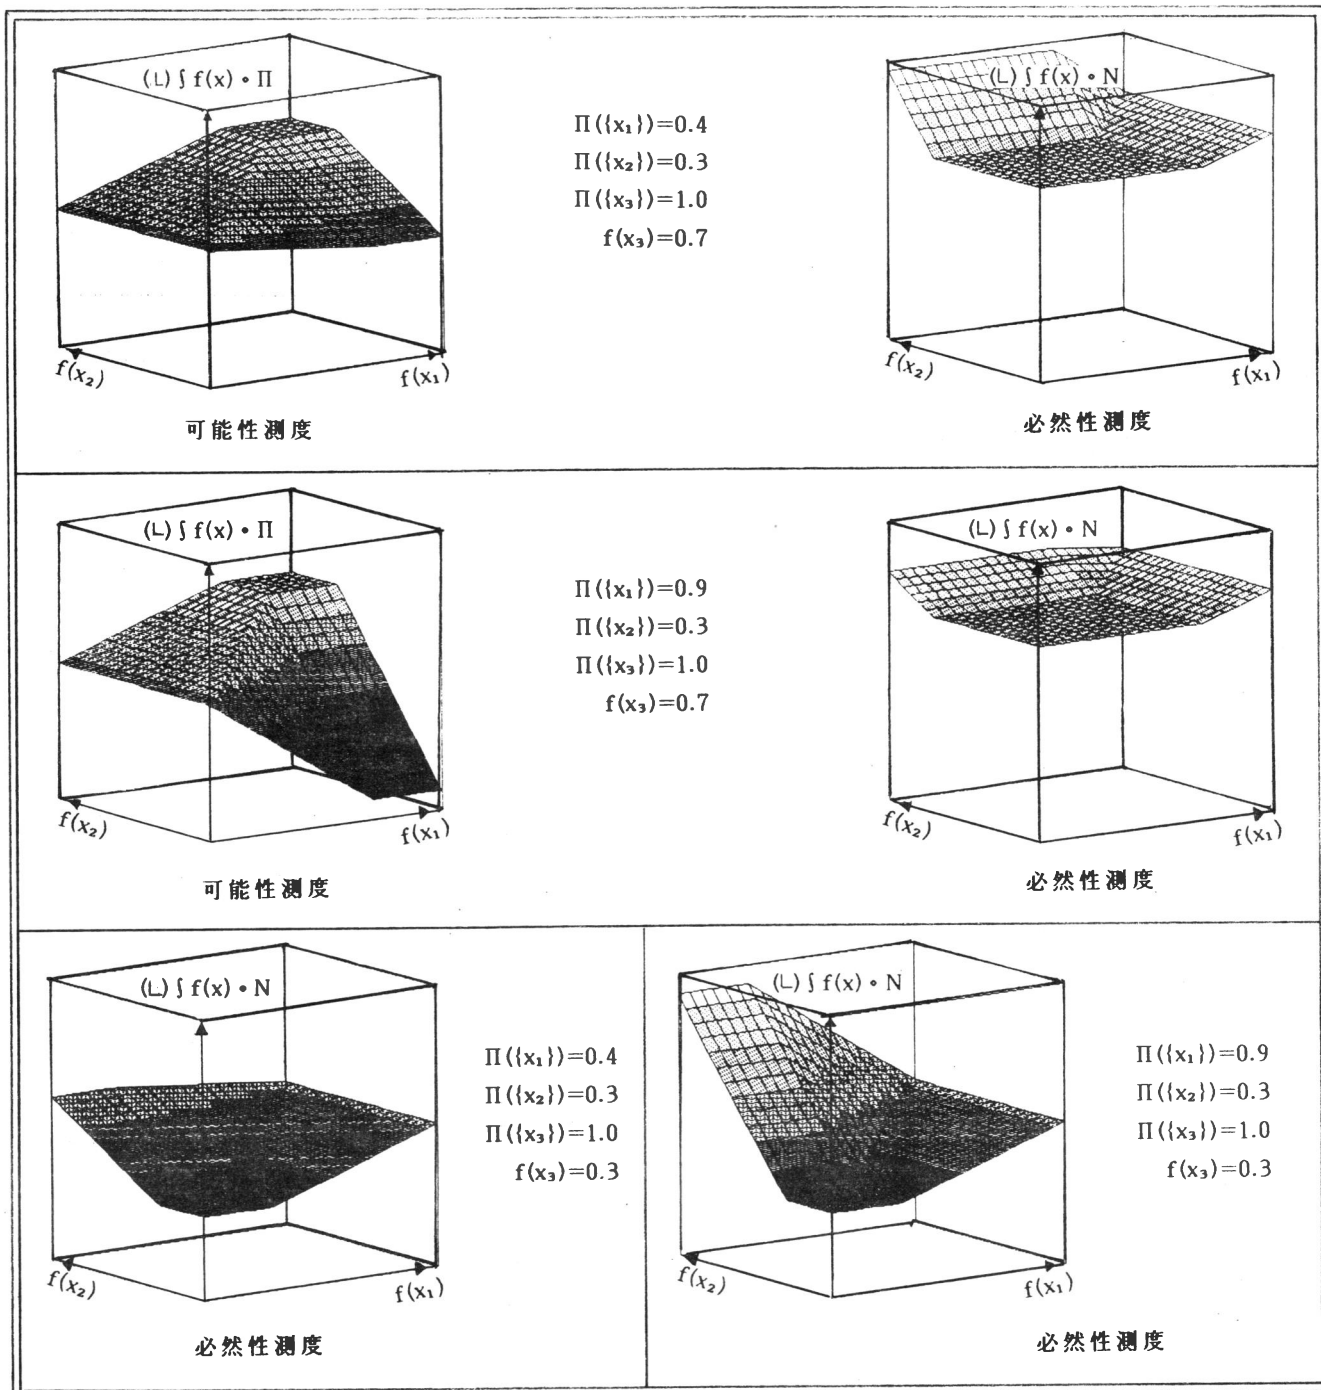 (L) ∫ f(x) • Π
Π({x₁})=0.4
Π({x₂})=0.3
Π({x₃})=1.0
f(x₃)=0.7
(L) ∫ f(x) • N
f(x₂)
f(x₁)
f(x₂)
f(x₁)
可能性测度
必然性测度
(L) ∫ f(x) • Π
Π({x₁})=0.9
Π({x₂})=0.3
Π({x₃})=1.0
f(x₃)=0.7
(L) ∫ f(x) • N
f(x₂)
f(x₁)
f(x₂)
f(x₁)
可能性测度
必然性测度
(L) ∫ f(x) • N
Π({x₁})=0.4
Π({x₂})=0.3
Π({x₃})=1.0
f(x₃)=0.3
f(x₂)
f(x₁)
必然性测度
(L) ∫ f(x) • N
Π({x₁})=0.9
Π({x₂})=0.3
Π({x₃})=1.0
f(x₃)=0.3
f(x₂)
f(x₁)
必然性测度